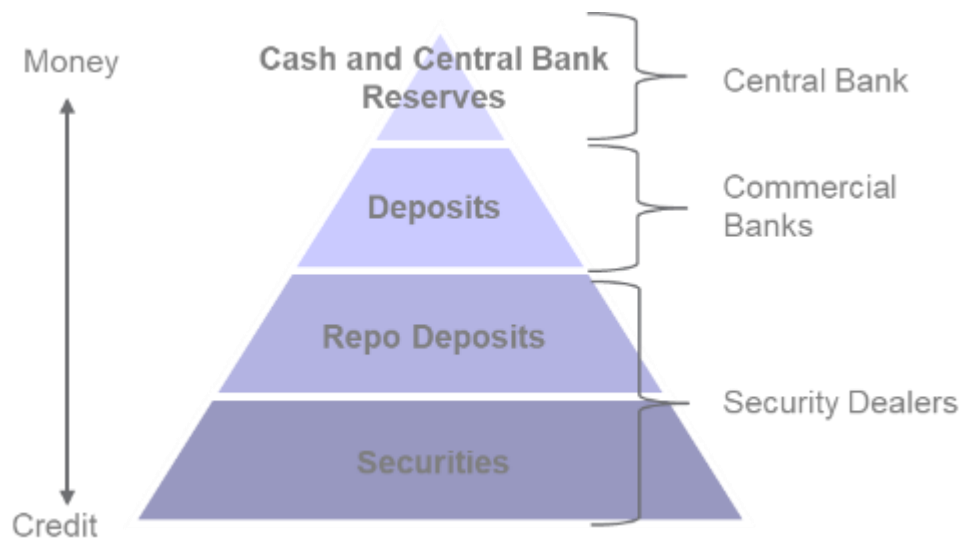 Money
Cash and Central Bank
Reserves
Central Bank
Deposits
Commercial
Banks
Repo Deposits
Security Dealers
Securities
Credit